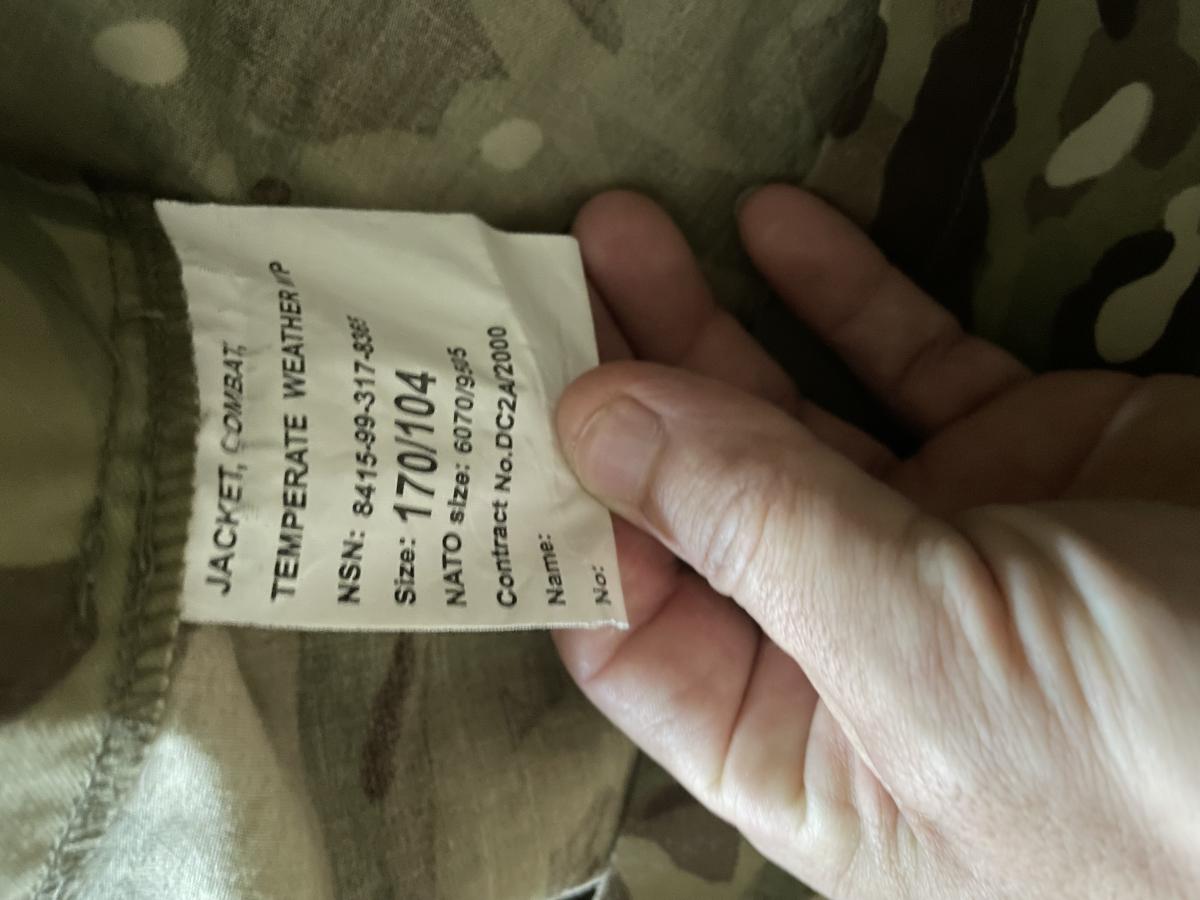 JACKET, COMBAT,
TEMPERATE WEATHER
NSN: 8415-99-317-8365
Size: 170/104
NATO size: 6070/9505
Contract No.DC2A/2000
Name:
No: